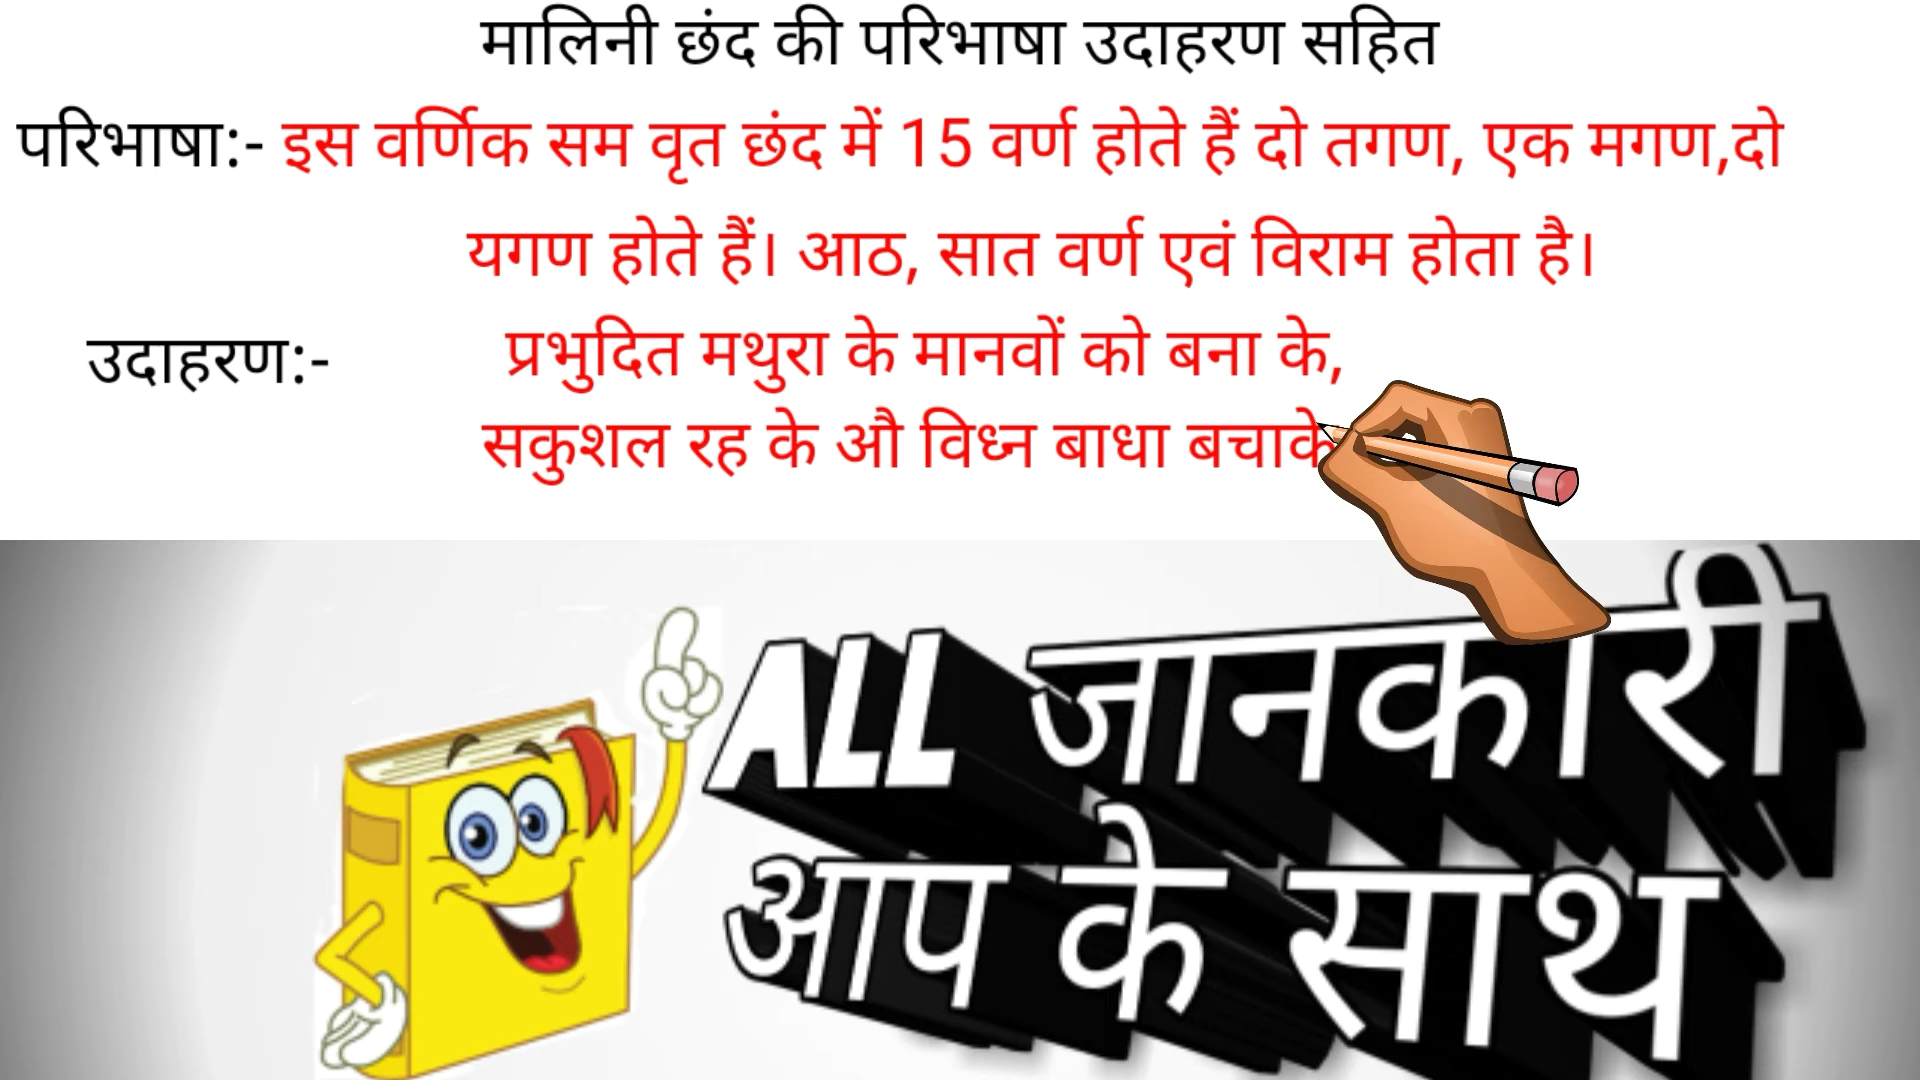 मालिनी छंद की परिभाषा उदाहरण सहित
परिभाषा:- इस वर्णिक सम वृत छंद में 15 वर्ण होते हैं दो तगण, एक मगण,दो
यगण होते हैं। आठ, सात वर्ण एवं विराम होता है।
उदाहरण:- प्रभुदित मथुरा के मानवों को बना के,
सकुशल रह के औ विध्न बाधा बचाके
ALL जानकारी
आप के साथ